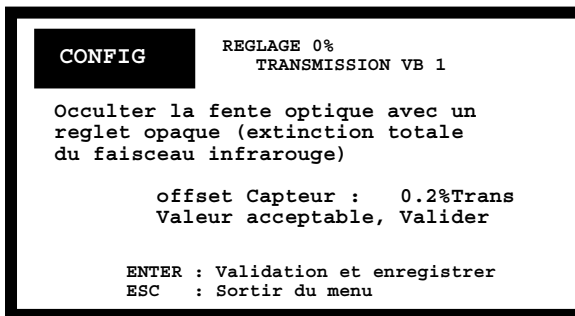 CONFIG
REGLAGE 0%
TRANSMISSION VB 1
Occulter la fente optique avec un
reglet opaque (extinction totale
du faisceau infrarouge)
offset Capteur : 0.2%Trans
Valeur acceptable, Valider
ENTER : Validation et enregistrer
ESC : Sortir du menu